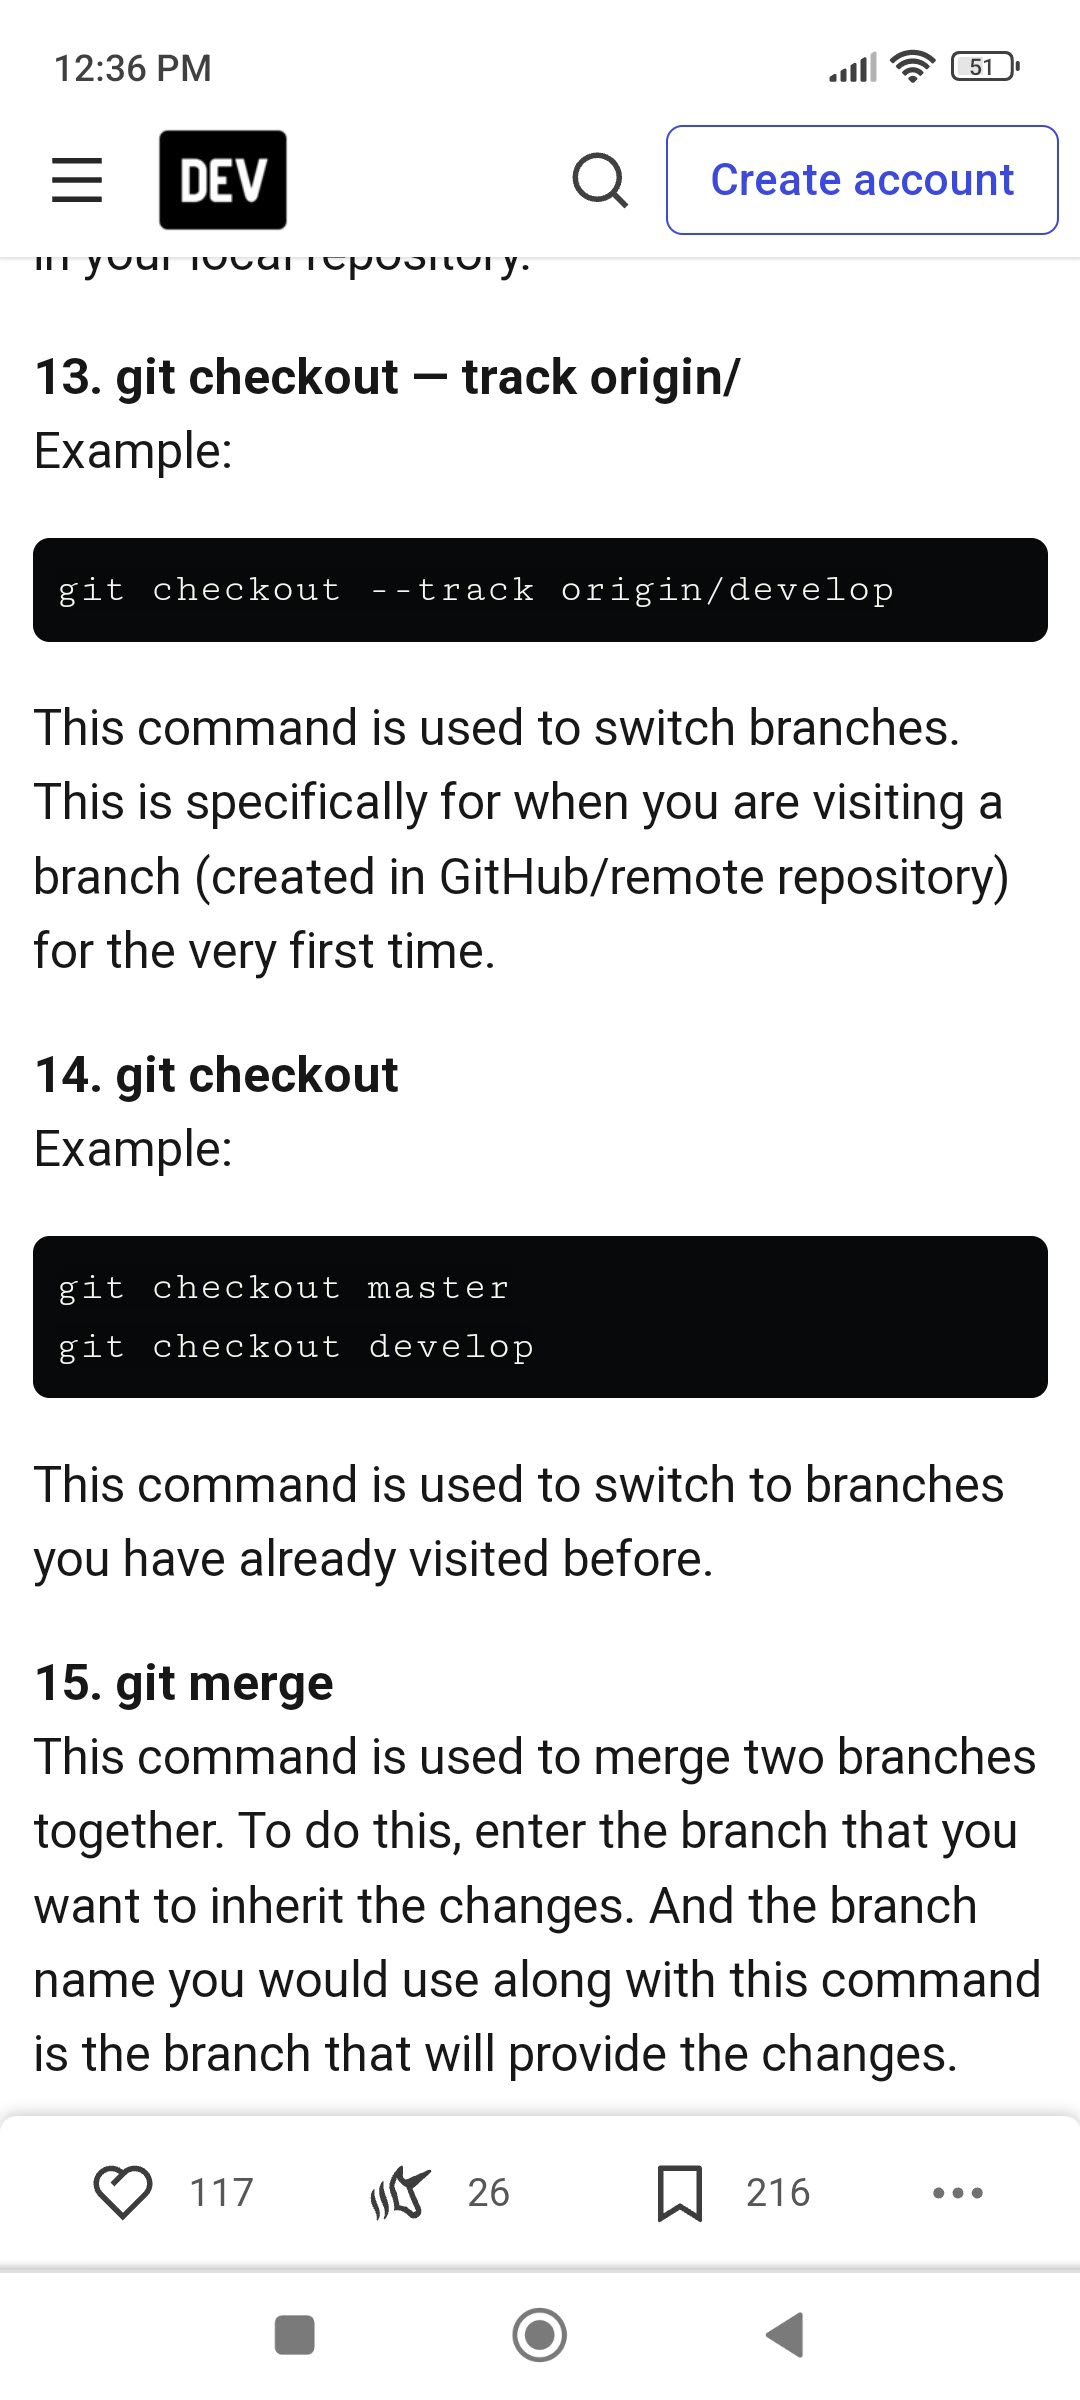 12:36 PM
51
DEV
Create account
in your local repository.
13. git checkout — track origin/
Example:
git checkout --track origin/develop
This command is used to switch branches.
This is specifically for when you are visiting a
branch (created in GitHub/remote repository)
for the very first time.
14. git checkout
Example:
git checkout master
git checkout develop
This command is used to switch to branches
you have already visited before.
15. git merge
This command is used to merge two branches
together. To do this, enter the branch that you
want to inherit the changes. And the branch
name you would use along with this command
is the branch that will provide the changes.
117
26
216